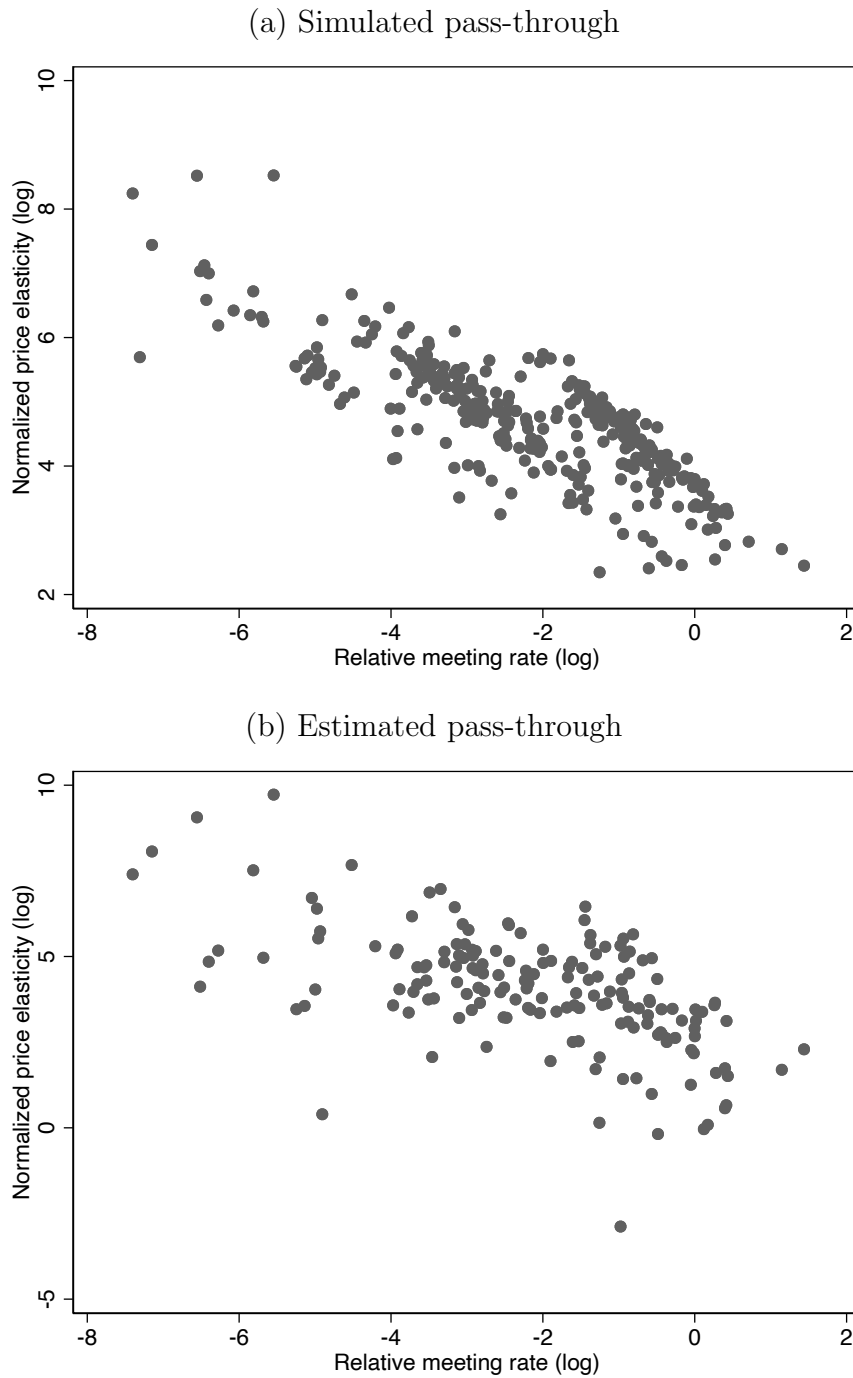 (a) Simulated pass-through
Normalized price elasticity (log)
10
8
6
4
2
-8 -6 -4 -2 0 2
Relative meeting rate (log)
(b) Estimated pass-through
Normalized price elasticity (log)
10
5
0
-5
-8 -6 -4 -2 0 2
Relative meeting rate (log)